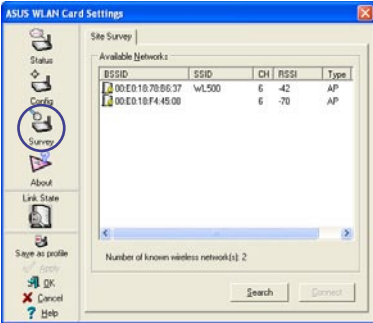 ASUS WLAN Card Settings
Status
Config
Survey
About
Link State
Save as profile
Apply
OK
Cancel
Help
Site Survey
Available Networks
BSSID SSID CH RSSI Type
00:E0:18:70:B6:37 WL500 6 -42 AP
00:E0:18:F4:45:00 6 -70 AP
Number of known wireless network(s): 2
Search Connect